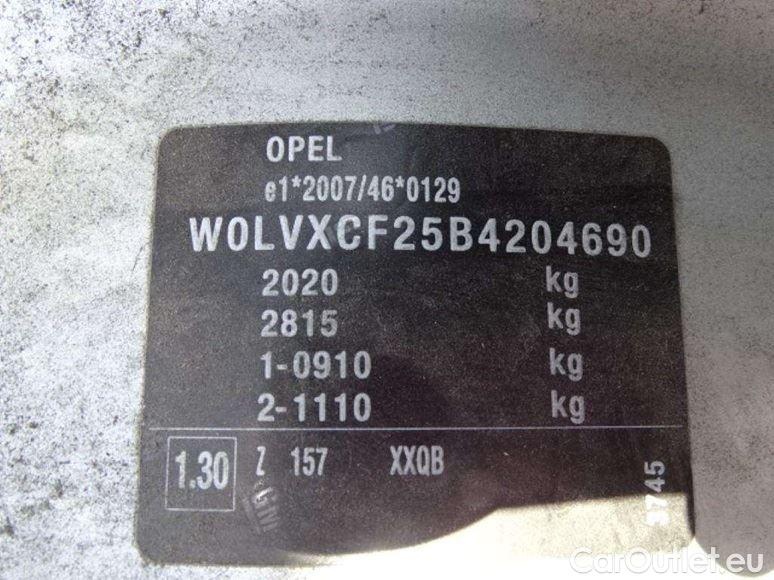 OPEL
e1*2007/46*0129
W0LVXCF25B4204690
2020 kg
2815 kg
1-0910 kg
2-1110 kg
1.30 Z 157 XXQB
3745
CarOutlet.eu